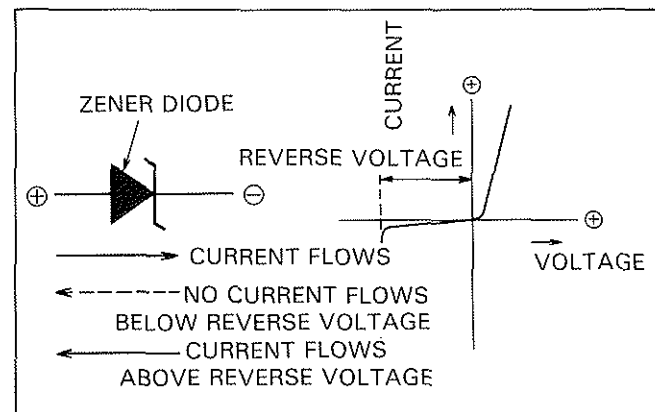 ZENER DIODE
⊕
⊖
CURRENT FLOWS
NO CURRENT FLOWS
BELOW REVERSE VOLTAGE
CURRENT FLOWS
ABOVE REVERSE VOLTAGE
CURRENT
⊕
REVERSE VOLTAGE
⊕
VOLTAGE